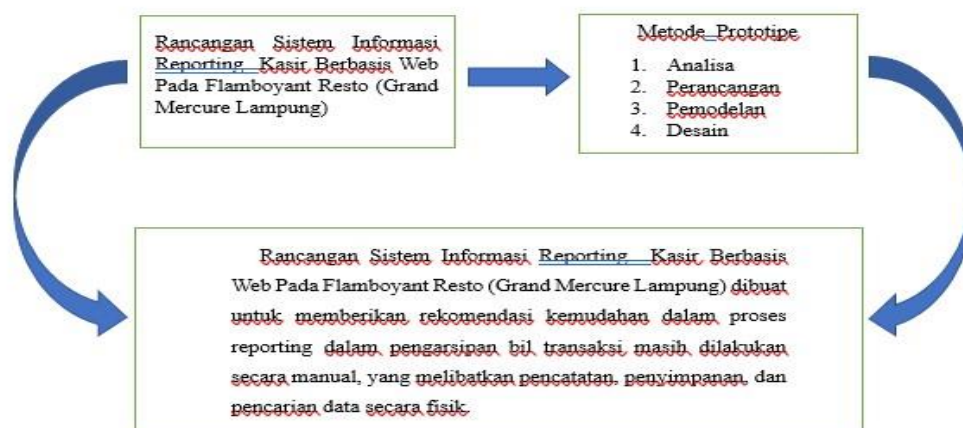 Rancangan Sistem Informasi
Reporting Kasir Berbasis Web
Pada Flamboyant Resto (Grand
Mercure Lampung)
Metode Prototipe
1. Analisa
2. Perancangan
3. Pemodelan
4. Desain
Rancangan Sistem Informasi Reporting Kasir Berbasis
Web Pada Flamboyant Resto (Grand Mercure Lampung) dibuat
untuk memberikan rekomendasi kemudahan dalam proses
reporting dalam pengarsipan bil transaksi masih dilakukan
secara manual, yang melibatkan pencatatan, penyimpanan, dan
pencarian data secara fisik.